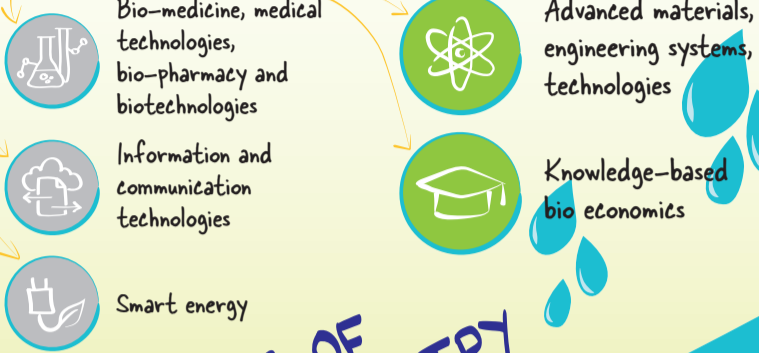 Bio-medicine, medical
technologies,
bio-pharmacy and
biotechnologies
Information and
communication
technologies
Smart energy
Advanced materials,
engineering systems,
technologies
Knowledge-based
bio economics
OF